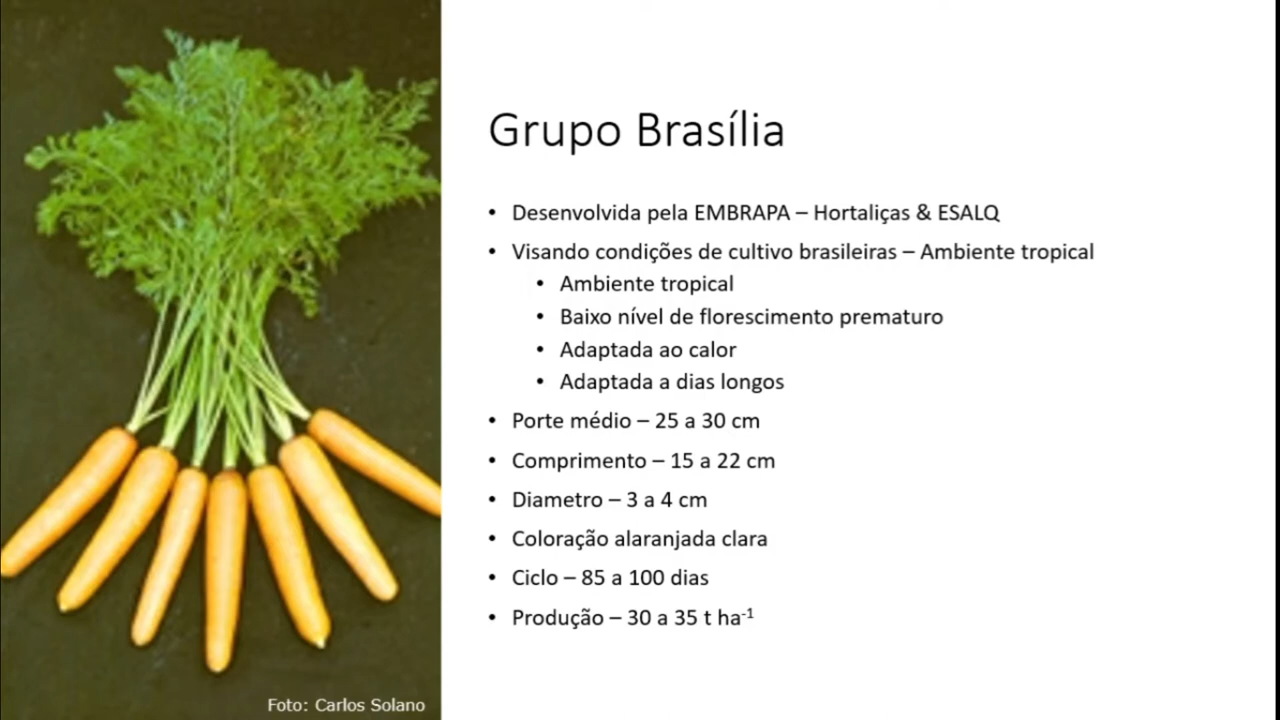 Grupo Brasília
• Desenvolvida pela EMBRAPA – Hortaliças & ESALQ
• Visando condições de cultivo brasileiras – Ambiente tropical
• Ambiente tropical
• Baixo nível de florescimento prematuro
• Adaptada ao calor
• Adaptada a dias longos
• Porte médio – 25 a 30 cm
• Comprimento – 15 a 22 cm
• Diametro – 3 a 4 cm
• Coloração alaranjada clara
• Ciclo – 85 a 100 dias
• Produção – 30 a 35 t ha⁻¹
Foto: Carlos Solano